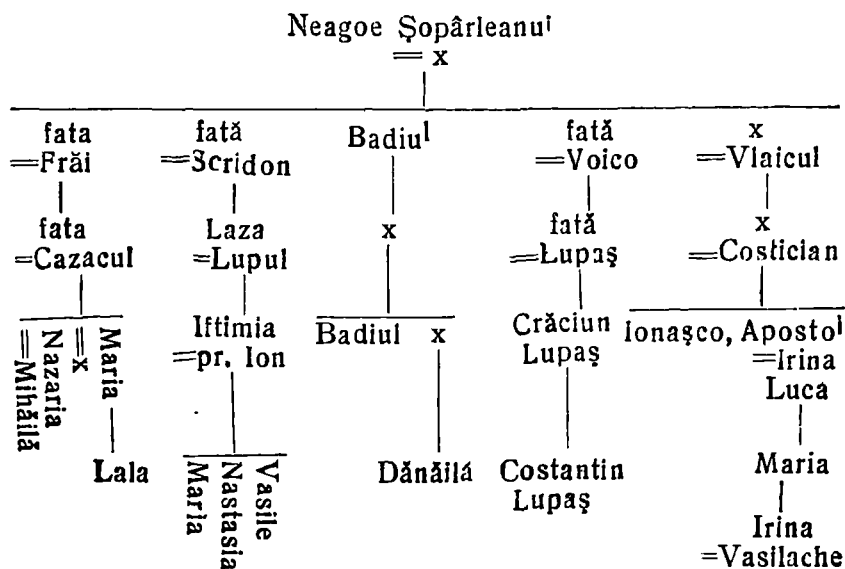 Neagoe Şopârleanul
= x
fata fată Badiul fată x
=Frăi =Scridon =Voico =Vlaicul
fata Laza x fată x
=Cazacul =Lupul =Lupaş =Costician
Maria
=x
Nazaria
=Mihăilă
Iftimia Badiul x Crăciun Ionaşco, Apostol
=pr. Ion Lupaş =Irina
Luca
Lala Dănăilă Costantin Maria
Lupaş
Vasile
Nastasia
Maria
Irina
=Vasilache